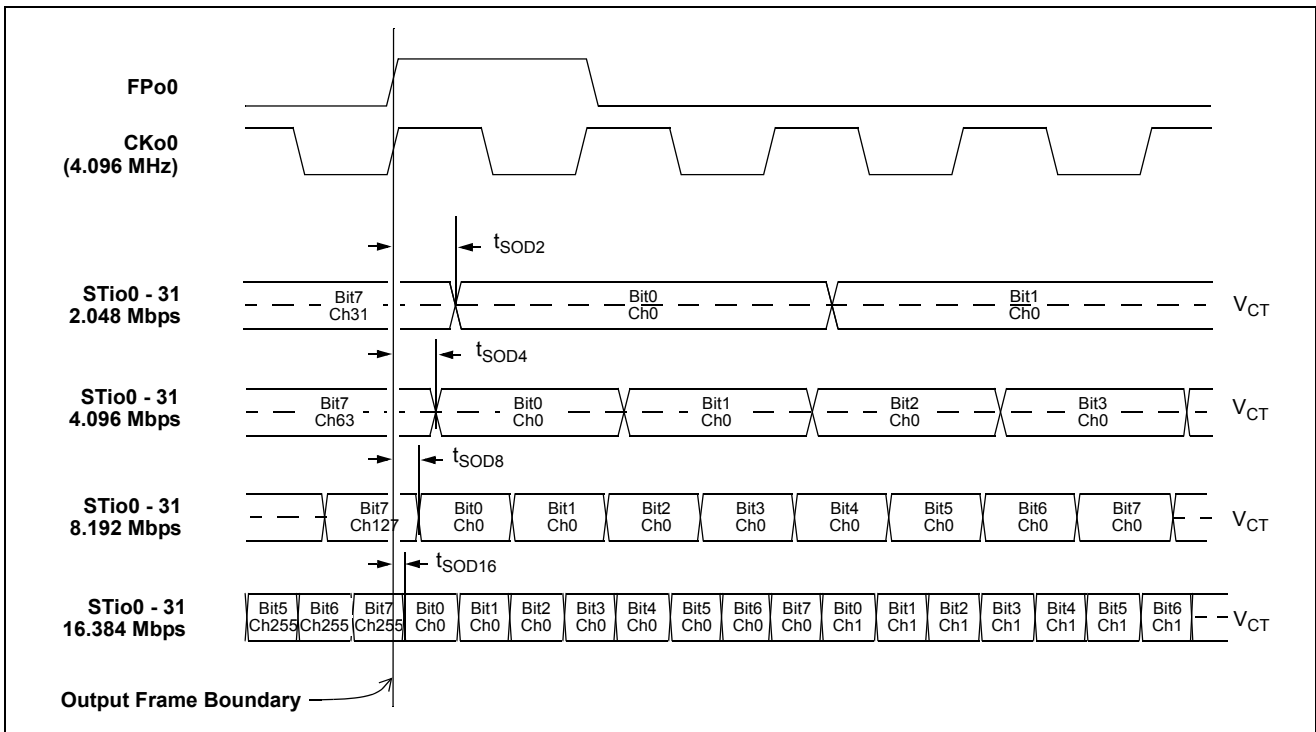 FPo0
CKo0
(4.096 MHz)
tSOD2
STio0 - 31
2.048 Mbps
Bit7
Ch31
Bit0
Ch0
Bit1
Ch0
VCT
tSOD4
STio0 - 31
4.096 Mbps
Bit7
Ch63
Bit0
Ch0
Bit1
Ch0
Bit2
Ch0
Bit3
Ch0
VCT
tSOD8
STio0 - 31
8.192 Mbps
Bit7
Ch127
Bit0
Ch0
Bit1
Ch0
Bit2
Ch0
Bit3
Ch0
Bit4
Ch0
Bit5
Ch0
Bit6
Ch0
Bit7
Ch0
VCT
tSOD16
STio0 - 31
16.384 Mbps
Bit5
Ch255
Bit6
Ch255
Bit7
Ch255
Bit0
Ch0
Bit1
Ch0
Bit2
Ch0
Bit3
Ch0
Bit4
Ch0
Bit5
Ch0
Bit6
Ch0
Bit7
Ch0
Bit0
Ch1
Bit1
Ch1
Bit2
Ch1
Bit3
Ch1
Bit4
Ch1
Bit5
Ch1
Bit6
Ch1
VCT
Output Frame Boundary